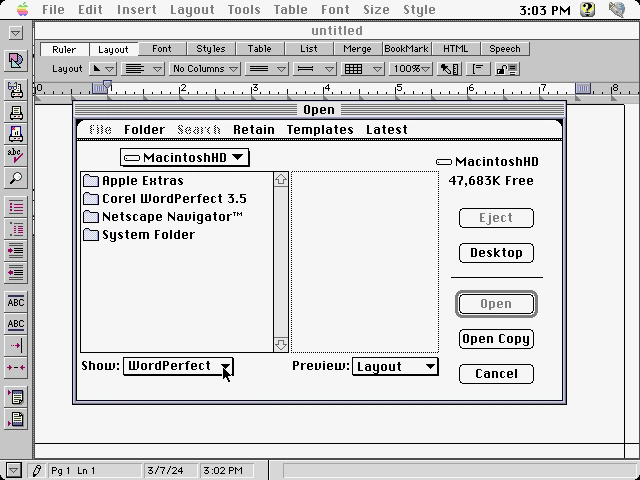 File Edit Insert Layout Tools Table Font Size Style 3:03 PM
untitled
Ruler Layout Font Styles Table List Merge BookMark HTML Speech
Layout No Columns 100%
0 1 2 3 4 5 6 7 8
Open
File Folder Search Retain Templates Latest
MacintoshHD
MacintoshHD
47,683K Free
Apple Extras
Corel WordPerfect 3.5
Netscape Navigator™
System Folder
Eject
Desktop
Open
Open Copy
Cancel
Show: WordPerfect
Preview: Layout
ABC
ABC
Pg 1 Ln 1 3/7/24 3:02 PM